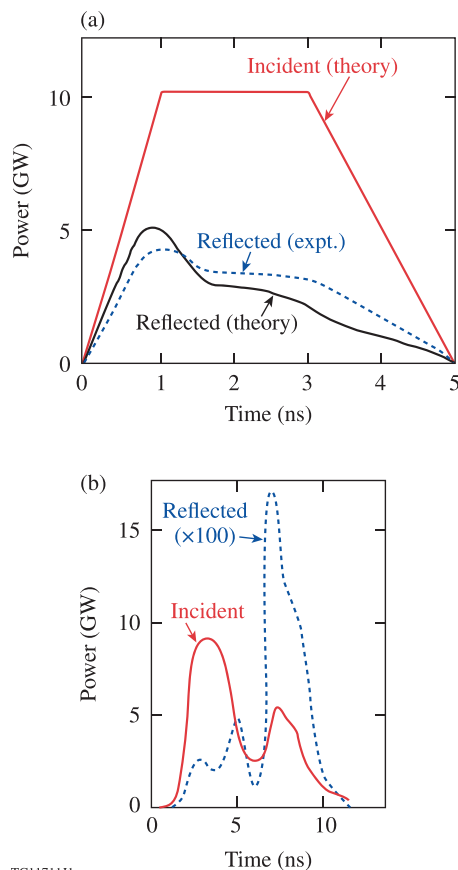 (a)
Incident (theory)
10
Power (GW)
5
Reflected (expt.)
Reflected (theory)
0
0 1 2 3 4 5
Time (ns)
(b)
Reflected
(×100)
15
Incident
10
Power (GW)
5
0
0 5 10
Time (ns)